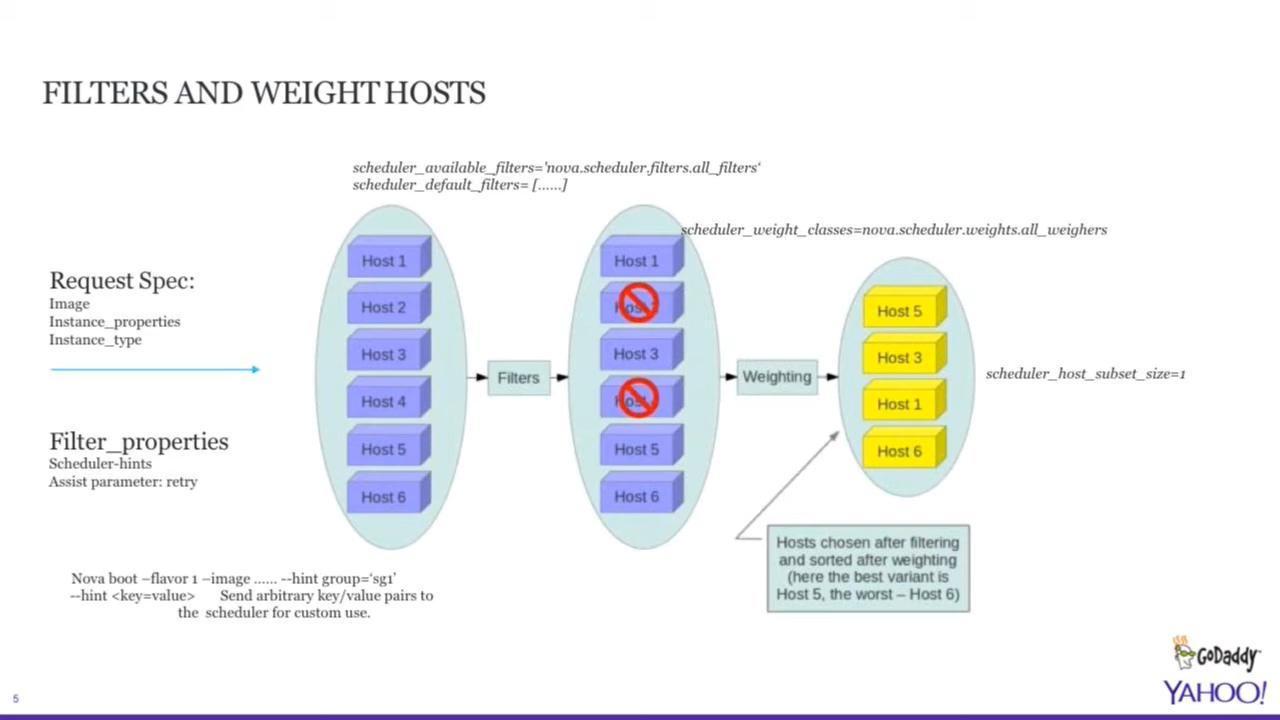 FILTERS AND WEIGHT HOSTS
scheduler_available_filters='nova.scheduler.filters.all_filters'
scheduler_default_filters= [......]
scheduler_weight_classes=nova.scheduler.weights.all_weighers
Request Spec:
Image
Instance_properties
Instance_type
Filter_properties
Scheduler-hints
Assist parameter: retry
Host 1
Host 2
Host 3
Host 4
Host 5
Host 6
Filters
Host 1
Host 3
Host 5
Host 6
Weighting
Host 5
Host 3
Host 1
Host 6
scheduler_host_subset_size=1
Hosts chosen after filtering
and sorted after weighting
(here the best variant is
Host 5, the worst – Host 6)
Nova boot –flavor 1 –image ...... --hint group='sg1'
--hint <key=value> Send arbitrary key/value pairs to
the scheduler for custom use.
GoDaddy
YAHOO!
5